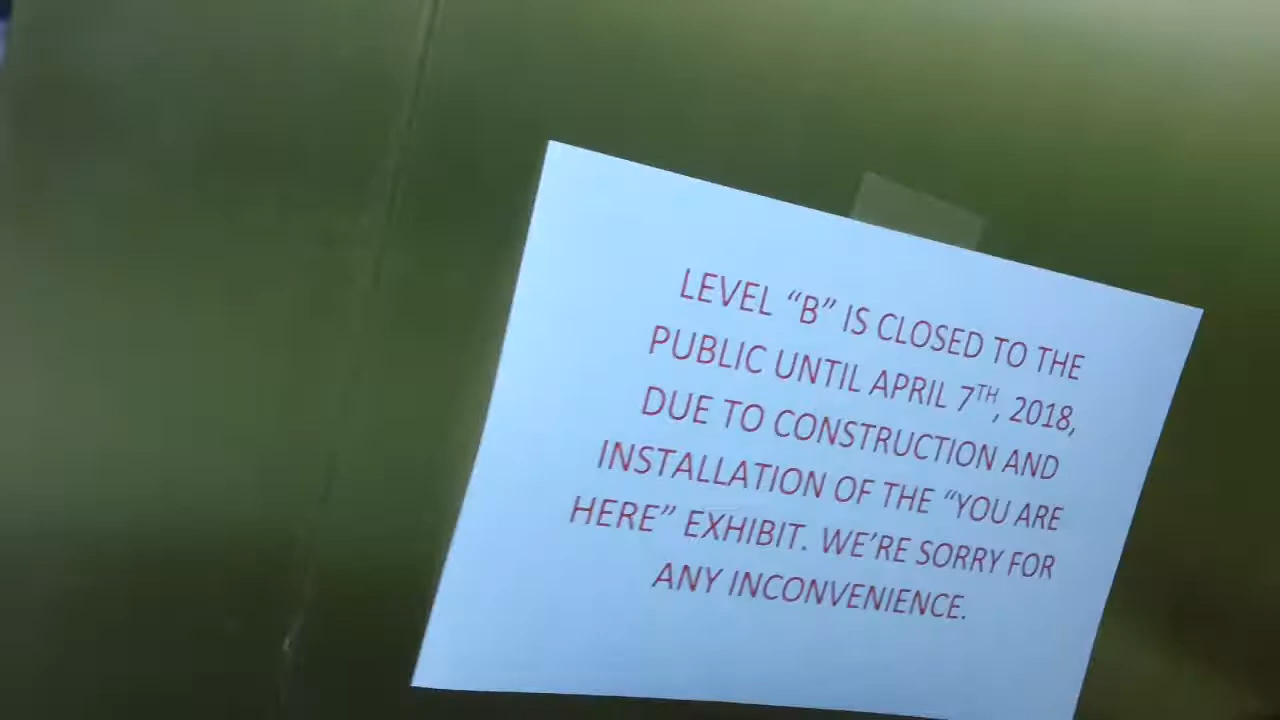 LEVEL “B” IS CLOSED TO THE
PUBLIC UNTIL APRIL 7TH, 2018,
DUE TO CONSTRUCTION AND
INSTALLATION OF THE “YOU ARE
HERE” EXHIBIT. WE’RE SORRY FOR
ANY INCONVENIENCE.